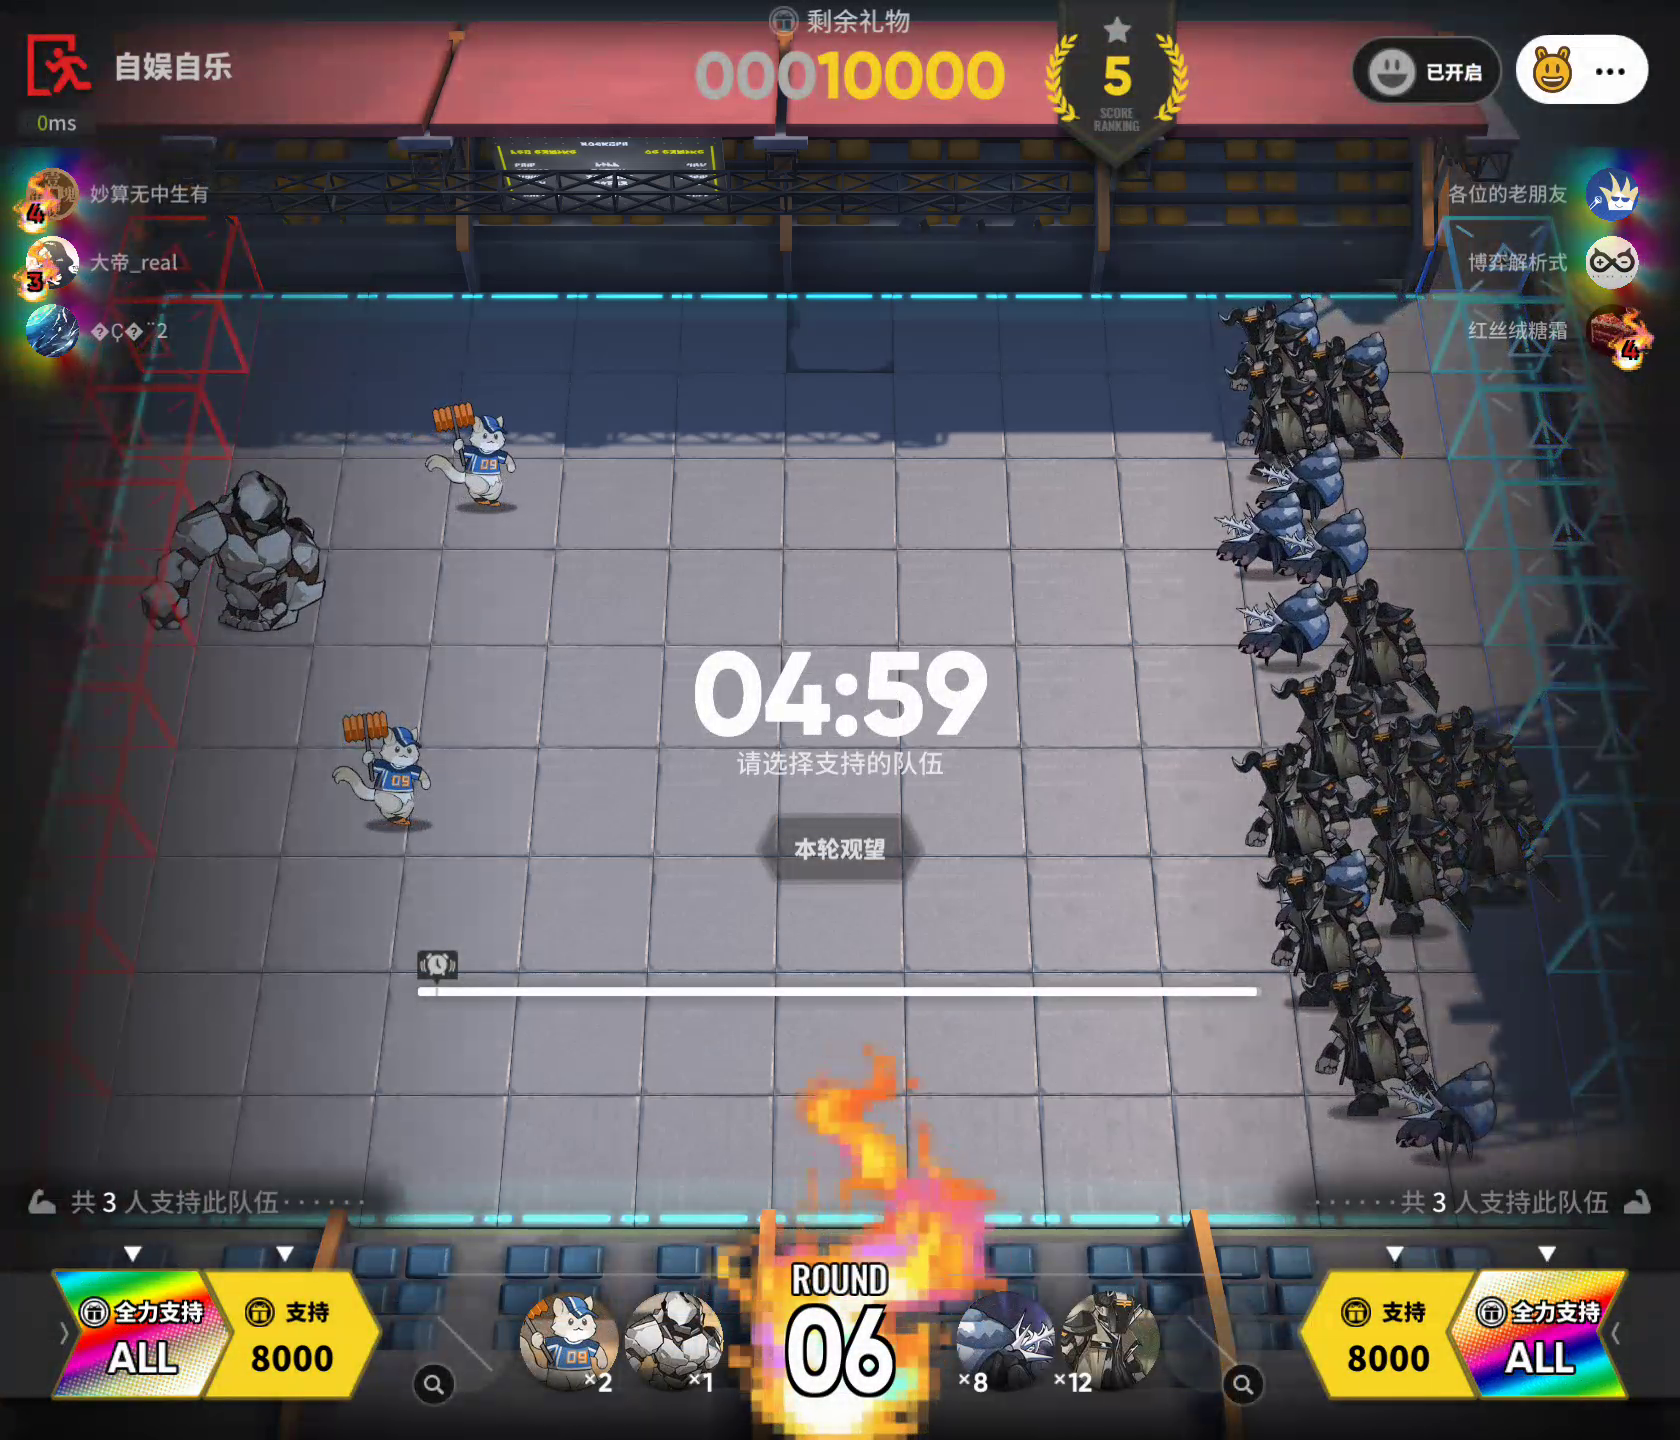 剩余礼物
自娱自乐
00010000
5
SCORE
RANKING
已开启
0ms
4
妙算无中生有
各位的老朋友
3
大帝_real
博弈解析式
2
红丝绒糖霜
4
09
09
04:59
请选择支持的队伍
本轮观望
共 3 人支持此队伍······
······共 3 人支持此队伍
全力支持
ALL
支持
8000
09
×2
×1
ROUND
06
×8
×12
支持
8000
全力支持
ALL